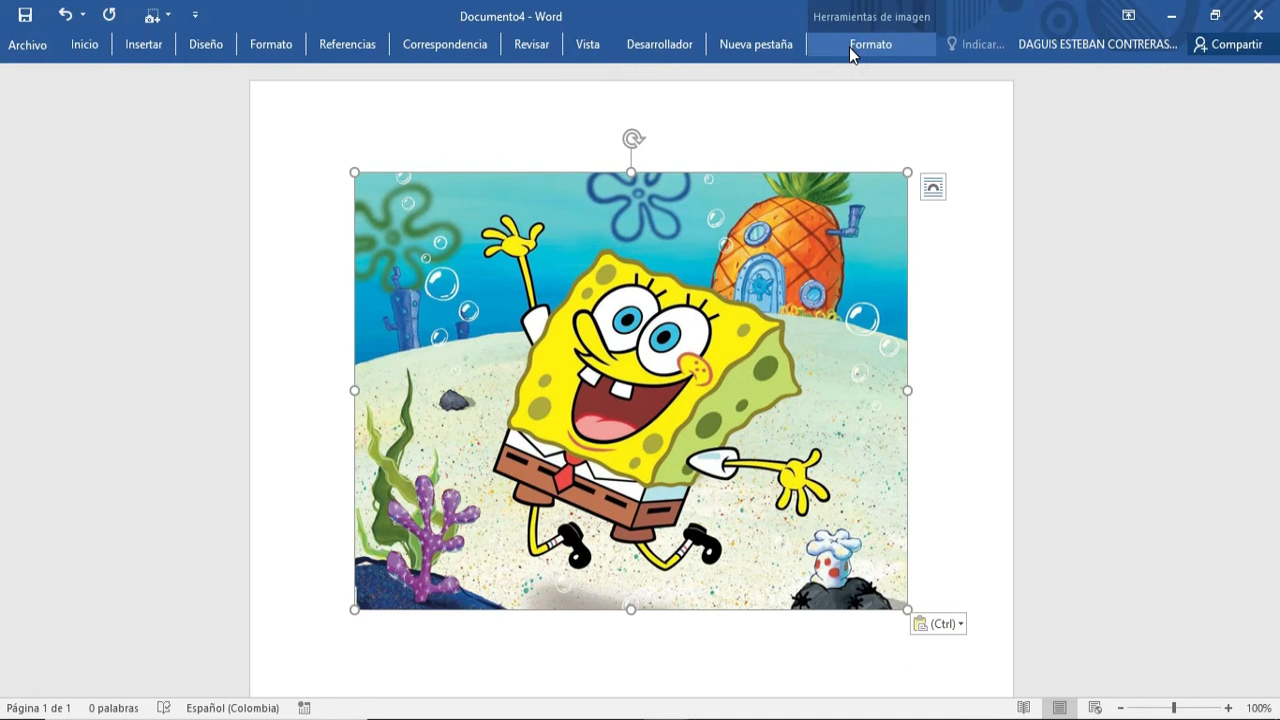 Documento4 - Word
Herramientas de imagen
Archivo
Inicio
Insertar
Diseño
Formato
Referencias
Correspondencia
Revisar
Vista
Desarrollador
Nueva pestaña
Formato
Indicar...
DAGUIS ESTEBAN CONTRERAS...
Compartir
(Ctrl)
Página 1 de 1
0 palabras
Español (Colombia)
100%